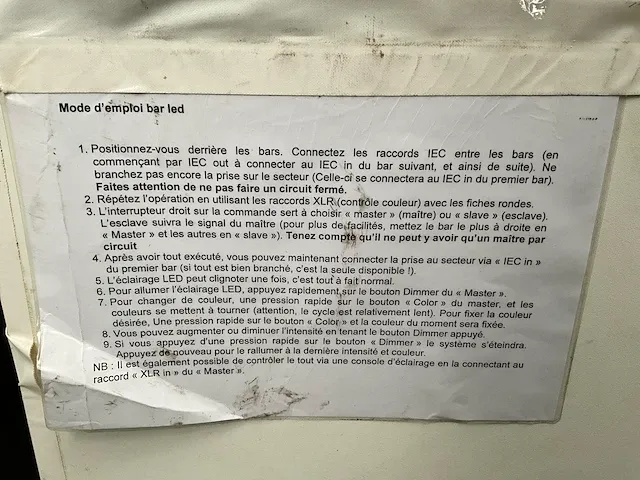 Mode d'emploi bar led
1. Positionnez-vous derrière les bars. Connectez les raccords IEC entre les bars (en
commençant par IEC out à connecter au IEC in du bar suivant, et ainsi de suite). Ne
branchez pas encore la prise sur le secteur (Celle-ci se connectera au IEC in du premier bar).
Faites attention de ne pas faire un circuit fermé.
2. Répétez l'opération en utilisant les raccords XLR (contrôle couleur) avec les fiches rondes.
3. L'interrupteur droit sur la commande sert à choisir « master » (maître) ou « slave » (esclave).
L'esclave suivra le signal du maître (pour plus de facilités, mettez le bar le plus à droite en
« Master » et les autres en « slave »). Tenez compte qu'il ne peut y avoir qu'un maître par
circuit
4. Après avoir tout exécuté, vous pouvez maintenant connecter la prise au secteur via « IEC in »
du premier bar (si tout est bien branché, c'est la seule disponible !).
5. L'éclairage LED peut clignoter une fois, c'est tout à fait normal.
6. Pour allumer l'éclairage LED, appuyez rapidement sur le bouton Dimmer du « Master ».
7. Pour changer de couleur, une pression rapide sur le bouton « Color » du master, et les
couleurs se mettent à tourner (attention, le cycle est relativement lent). Pour fixer la couleur
désirée, Une pression rapide sur le bouton « Color » et la couleur du moment sera fixée.
8. Vous pouvez augmenter ou diminuer l'intensité en tenant le bouton Dimmer appuyé.
9. Si vous appuyez d'une pression rapide sur le bouton « Dimmer » le système s'éteindra.
Appuyez de nouveau pour le rallumer à la dernière intensité et couleur.
NB : Il est également possible de contrôler le tout via une console d'éclairage en la connectant au
raccord « XLR in » du « Master ».